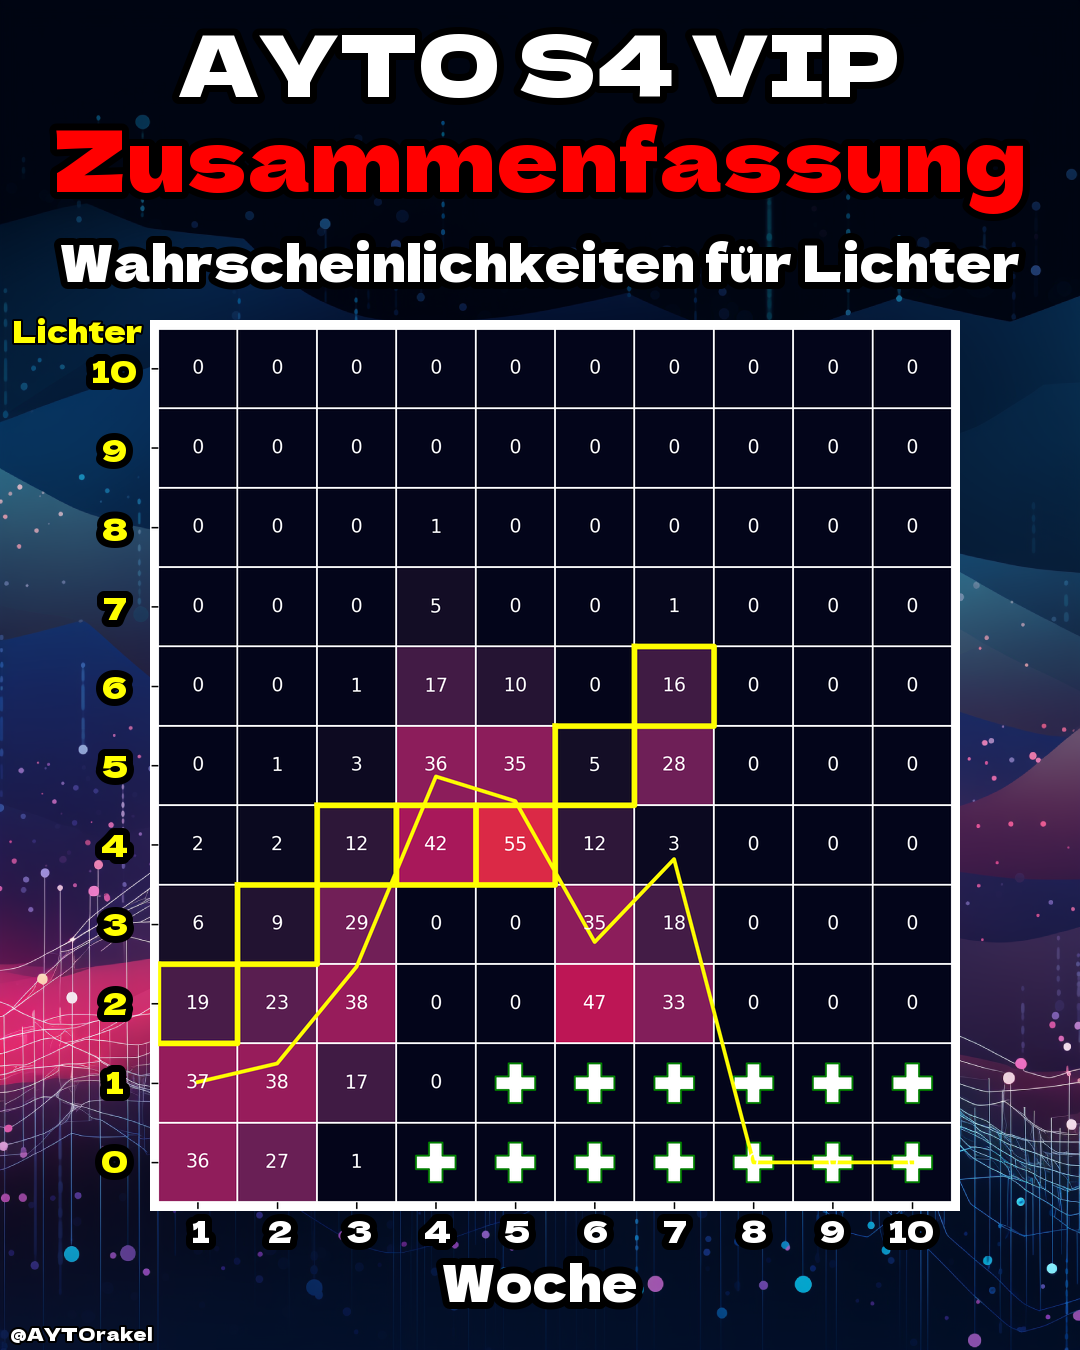 AYTO S4 VIP
Zusammenfassung
Wahrscheinlichkeiten für Lichter
Lichter
10 0 0 0 0 0 0 0 0 0 0
9 0 0 0 0 0 0 0 0 0 0
8 0 0 0 1 0 0 0 0 0 0
7 0 0 0 5 0 0 1 0 0 0
6 0 0 1 17 10 0 16 0 0 0
5 0 1 3 36 35 5 28 0 0 0
4 2 2 12 42 55 12 3 0 0 0
3 6 9 29 0 0 35 18 0 0 0
2 19 23 38 0 0 47 33 0 0 0
1 37 38 17 0
0 36 27 1
1 2 3 4 5 6 7 8 9 10
Woche
@AYTOrakel